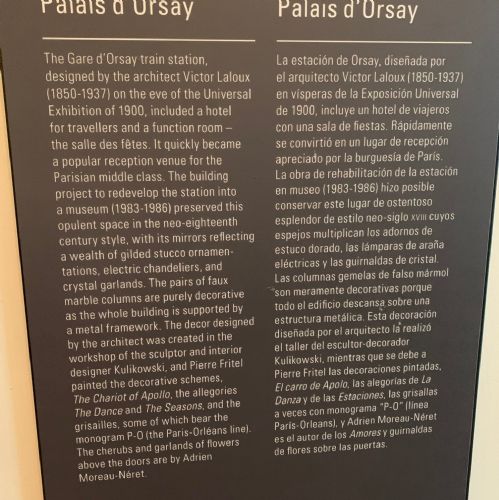 Palais d'Orsay
The Gare d'Orsay train station,
designed by the architect Victor Laloux
(1850-1937) on the eve of the Universal
Exhibition of 1900, included a hotel
for travellers and a function room –
the salle des fêtes. It quickly became
a popular reception venue for the
Parisian middle class. The building
project to redevelop the station into
a museum (1983-1986) preserved this
opulent space in the neo-eighteenth
century style, with its mirrors reflecting
a wealth of gilded stucco ornamen-
tations, electric chandeliers, and
crystal garlands. The pairs of faux
marble columns are purely decorative
as the whole building is supported by
a metal framework. The decor designed
by the architect was created in the
workshop of the sculptor and interior
designer Kulikowski, and Pierre Fritel
painted the decorative schemes,
The Chariot of Apollo, the allegories
The Dance and The Seasons, and the
grisailles, some of which bear the
monogram P-O (the Paris-Orléans line).
The cherubs and garlands of flowers
above the doors are by Adrien
Moreau-Néret.
Palais d'Orsay
La estación de Orsay, diseñada por
el arquitecto Victor Laloux (1850-1937)
en vísperas de la Exposición Universal
de 1900, incluye un hotel de viajeros
con una sala de fiestas. Rápidamente
se convirtió en un lugar de recepción
apreciado por la burguesía de París.
La obra de rehabilitación de la estación
en museo (1983-1986) hizo posible
conservar este lugar de ostentoso
esplendor de estilo neo-siglo XVIII cuyos
espejos multiplican los adornos de
estuco dorado, las lámparas de araña
eléctricas y las guirnaldas de cristal.
Las columnas gemelas de falso mármol
son meramente decorativas porque
todo el edificio descansa sobre una
estructura metálica. Esta decoración
diseñada por el arquitecto la realizó
el taller del escultor-decorador
Kulikowski, mientras que se debe a
Pierre Fritel las decoraciones pintadas,
El carro de Apolo, las alegorías de La
Danza y de las Estaciones, las grisallas
a veces con monograma "P-O" (línea
París-Orleans), y Adrien Moreau-Néret
es el autor de los Amores y guirnaldas
de flores sobre las puertas.